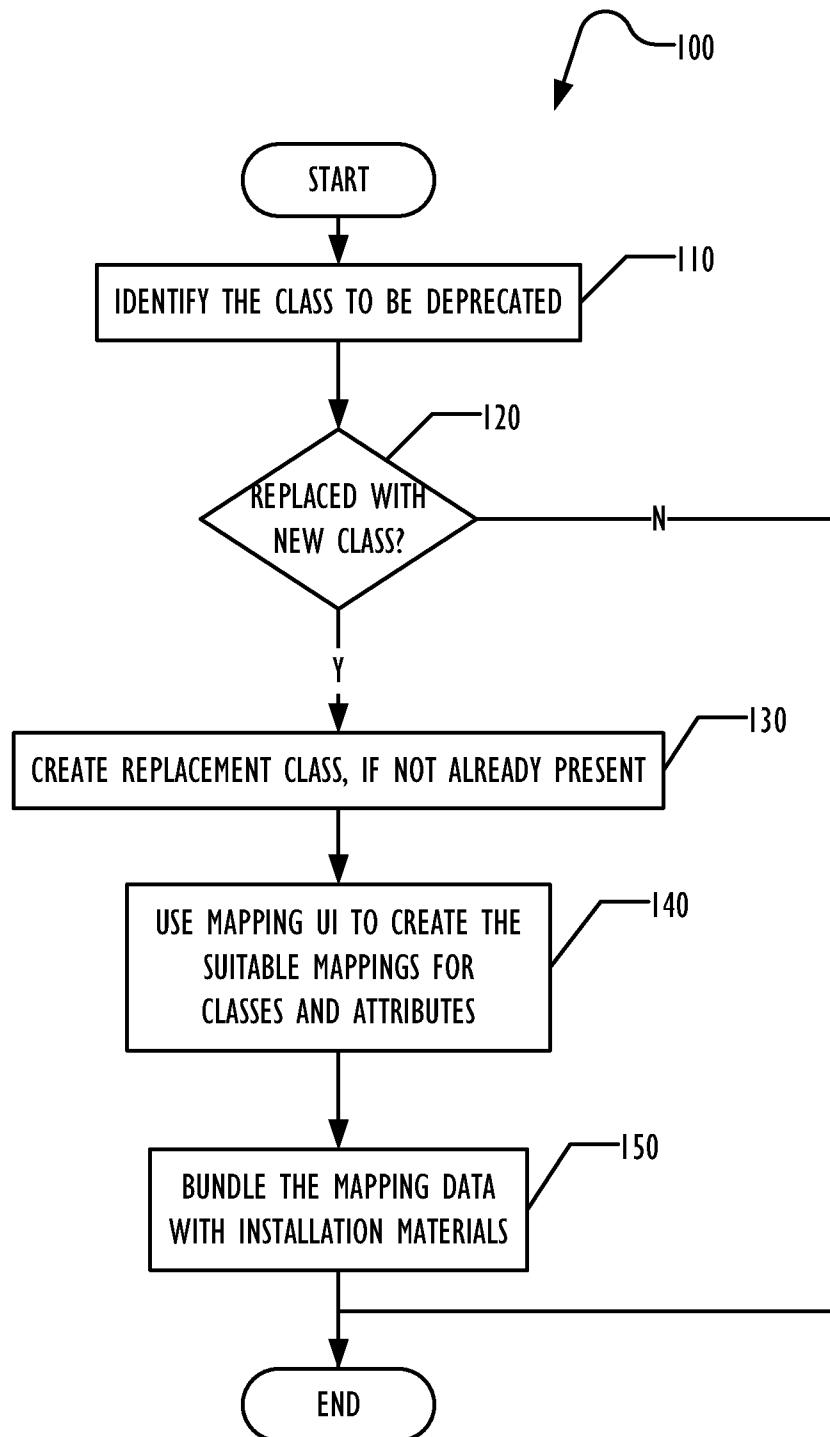 100
START
110
IDENTIFY THE CLASS TO BE DEPRECATED
120
REPLACED WITH
NEW CLASS?
N
Y
130
CREATE REPLACEMENT CLASS, IF NOT ALREADY PRESENT
140
USE MAPPING UI TO CREATE THE
SUITABLE MAPPINGS FOR
CLASSES AND ATTRIBUTES
150
BUNDLE THE MAPPING DATA
WITH INSTALLATION MATERIALS
END